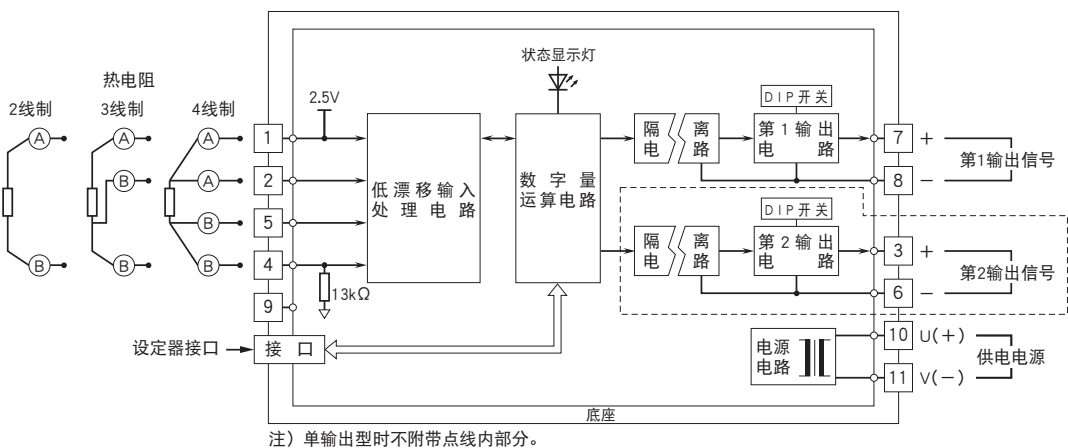 热电阻
2线制
3线制
4线制
A
A
A
A
B
B
B
B
B
1
2
5
4
9
2.5V
13kΩ
低漂移输入
处理电路
状态显示灯
数字量
运算电路
隔离
电路
DIP开关
第1输出
电路
7 +
8 −
第1输出信号
隔离
电路
DIP开关
第2输出
电路
3 +
6 −
第2输出信号
设定器接口
接口
电源
电路
10 U(+)
11 V(−)
供电电源
底座
注）单输出型时不附带点线内部分。